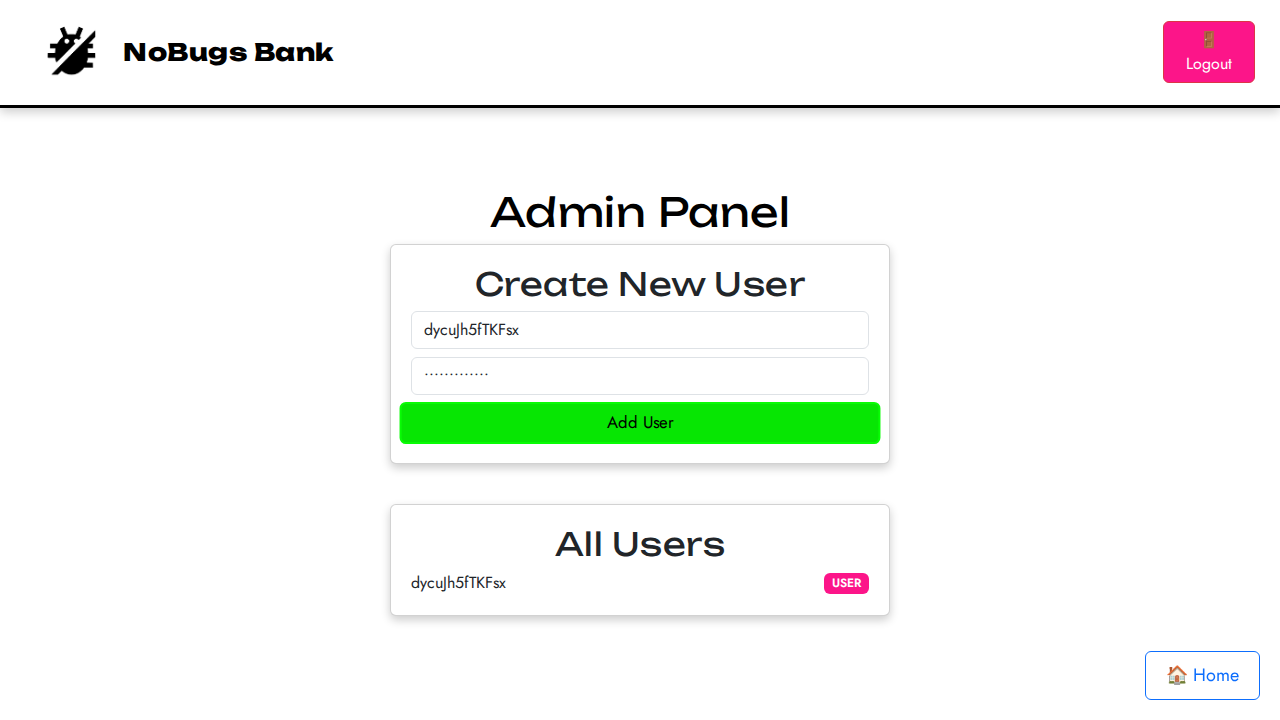 NoBugs Bank
🚪
Logout
Admin Panel
Create New User
dycuJh5fTKFsx
·············
Add User
All Users
dycuJh5fTKFsx USER
🏠 Home